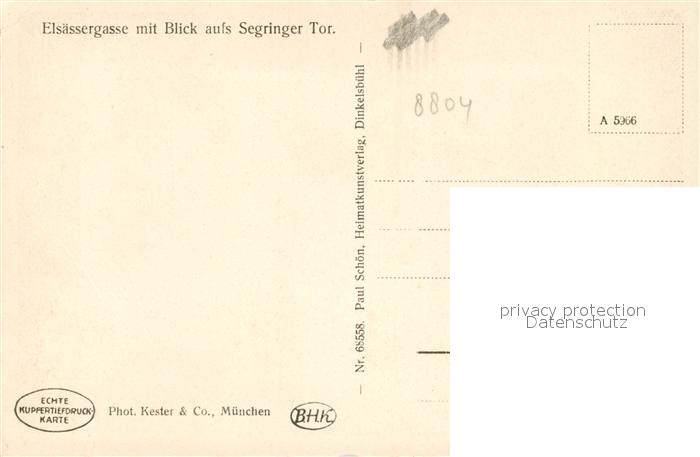 Elsässergasse mit Blick aufs Segringer Tor.
8804
A 5966
— Nr. 68558. Paul Schön, Heimatkunstverlag, Dinkelsbühl —
privacy protection
Datenschutz
ECHTE
KUPFERTIEFDRUCK-
KARTE
Phot. Kester & Co., München
B.H.K.